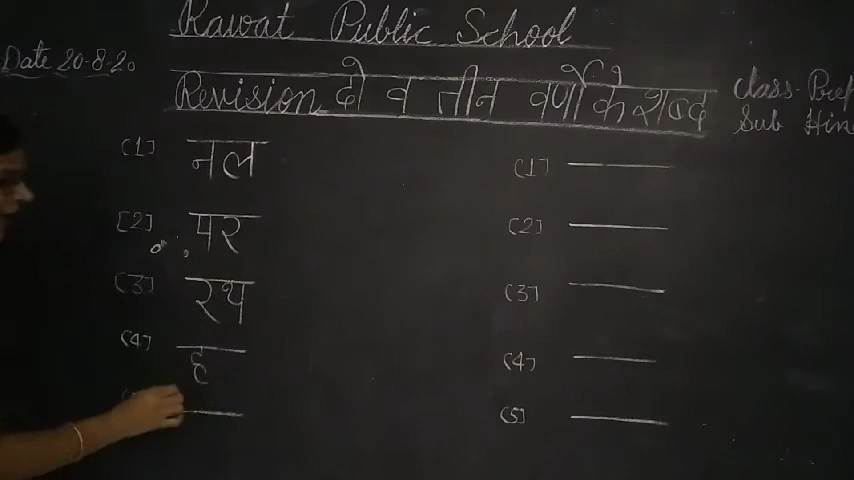 Rawat Public School
Date 20-8-20
Revision दो व तीन वर्णों के शब्द
Class- Prep
Sub Hin
(1) नल
(2) पर
(3) रथ
(4) ह
(1)
(2)
(3)
(4)
(5)